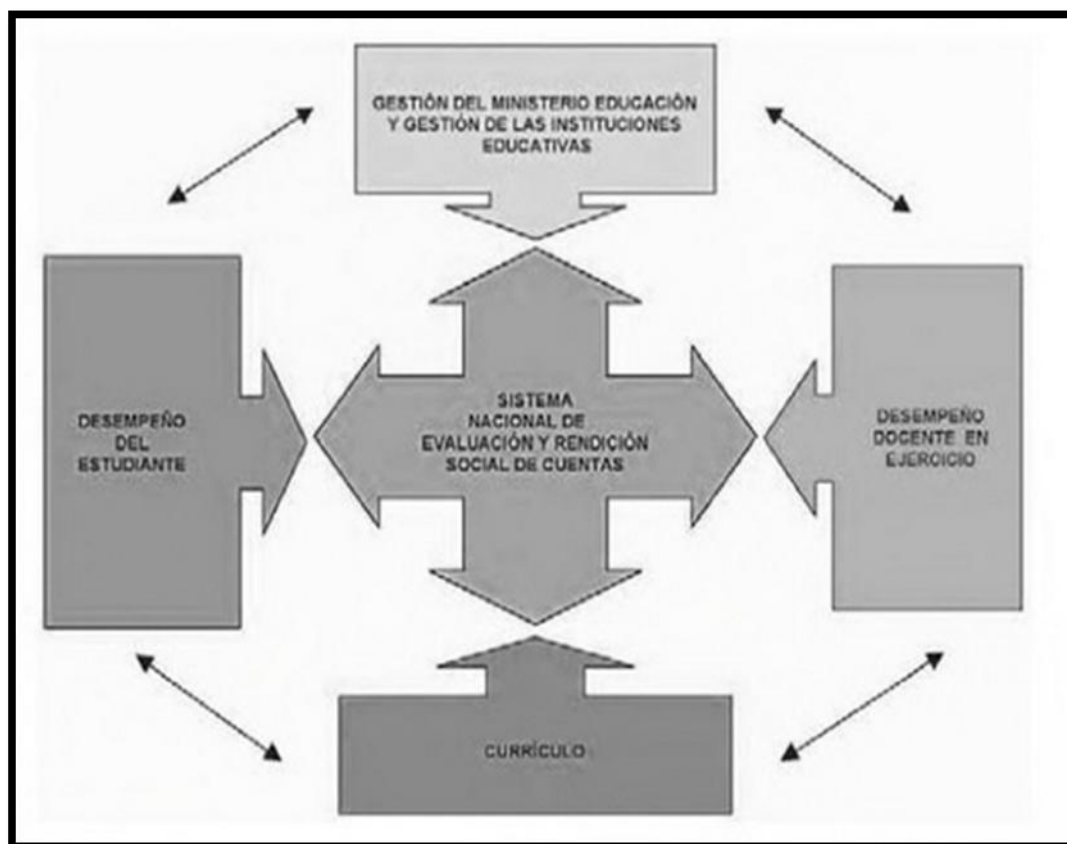 GESTIÓN DEL MINISTERIO EDUCACIÓN
Y GESTIÓN DE LAS INSTITUCIONES
EDUCATIVAS
DESEMPEÑO
DEL
ESTUDIANTE
SISTEMA
NACIONAL DE
EVALUACIÓN Y RENDICIÓN
SOCIAL DE CUENTAS
DESEMPEÑO
DOCENTE EN
EJERCICIO
CURRÍCULO